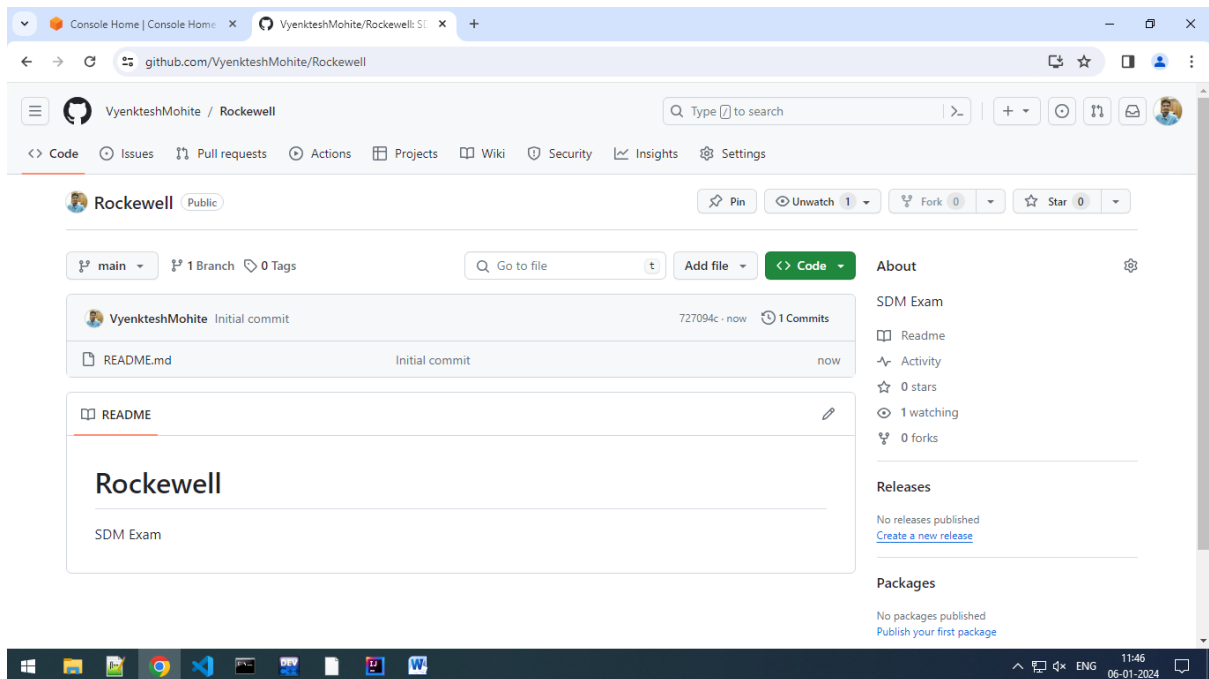 Console Home | Console Home
VyenkteshMohite/Rockewell: SD
github.com/VyenkteshMohite/Rockewell
VyenkteshMohite / Rockewell
Type / to search
Code Issues Pull requests Actions Projects Wiki Security Insights Settings
Rockewell Public
Pin Unwatch 1 Fork 0 Star 0
main 1 Branch 0 Tags
Go to file t Add file Code
VyenkteshMohite Initial commit 727094c · now 1 Commits
README.md Initial commit now
README
Rockewell
SDM Exam
About
SDM Exam
Readme
Activity
0 stars
1 watching
0 forks
Releases
No releases published
Create a new release
Packages
No packages published
Publish your first package
DEV
ENG
11:46
06-01-2024